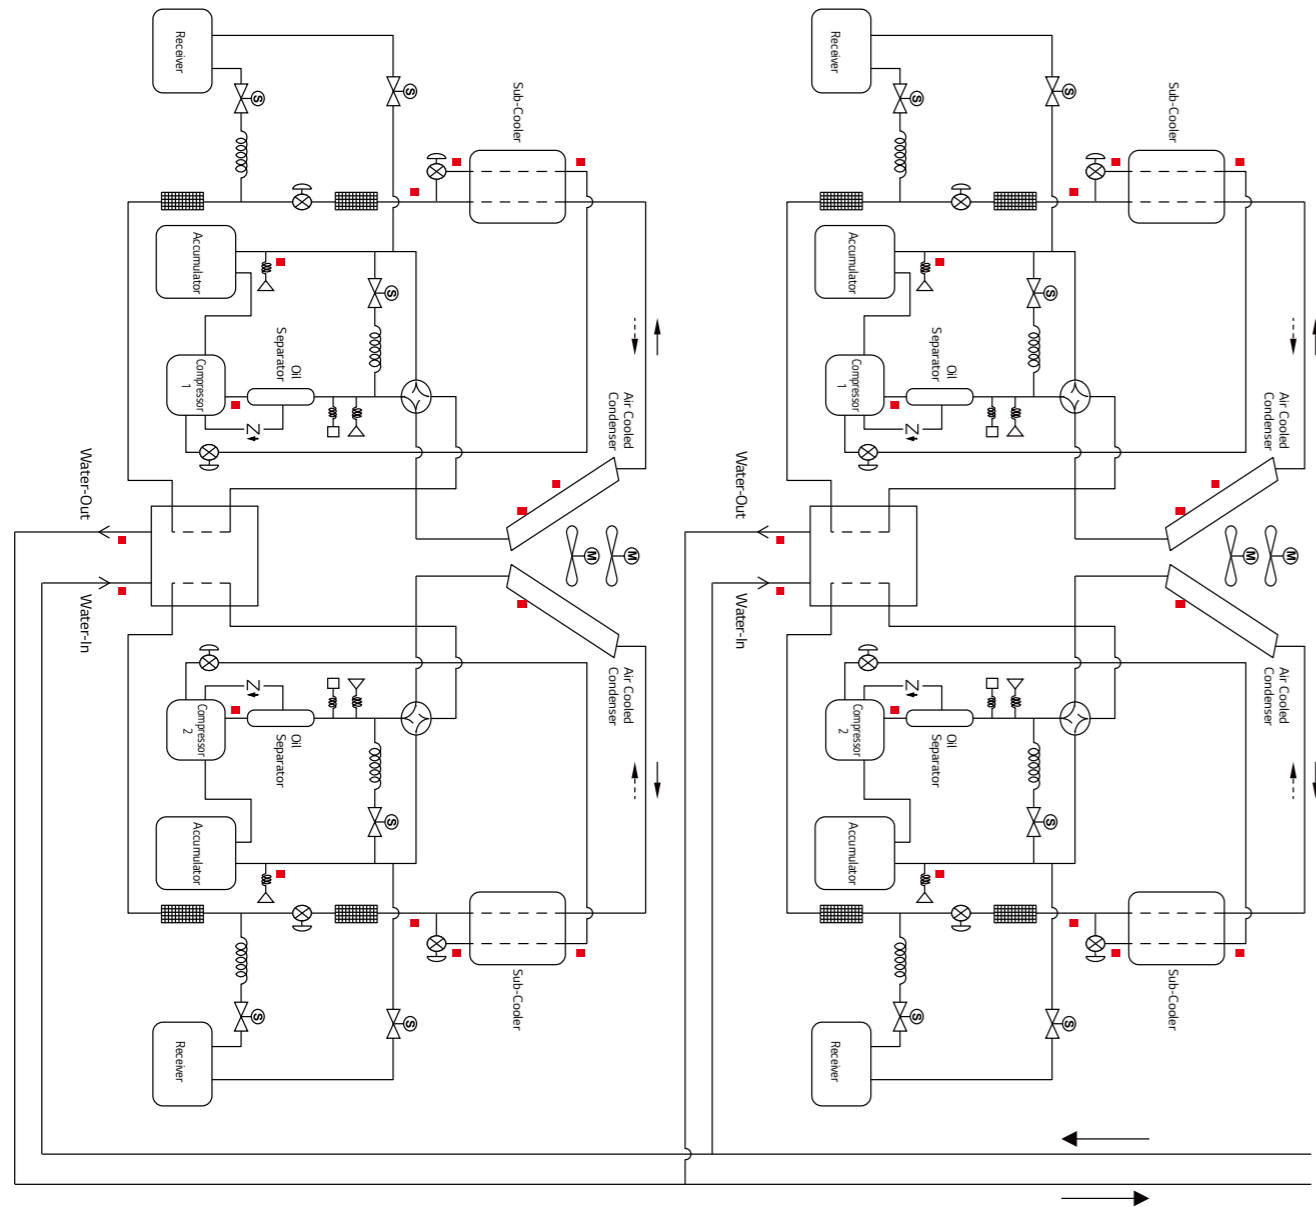 Receiver
S
S
Sub-Cooler
Accumulator
S
Oil
Separator
Compressor
1
Air Cooled
Condenser
Water-Out
M
M
Water-In
Air Cooled
Condenser
Compressor
2
Oil
Separator
S
Accumulator
Sub-Cooler
S
S
Receiver
Receiver
S
S
Sub-Cooler
Accumulator
S
Oil
Separator
Compressor
1
Air Cooled
Condenser
Water-Out
M
M
Water-In
Air Cooled
Condenser
Compressor
2
Oil
Separator
S
Accumulator
Sub-Cooler
S
S
Receiver